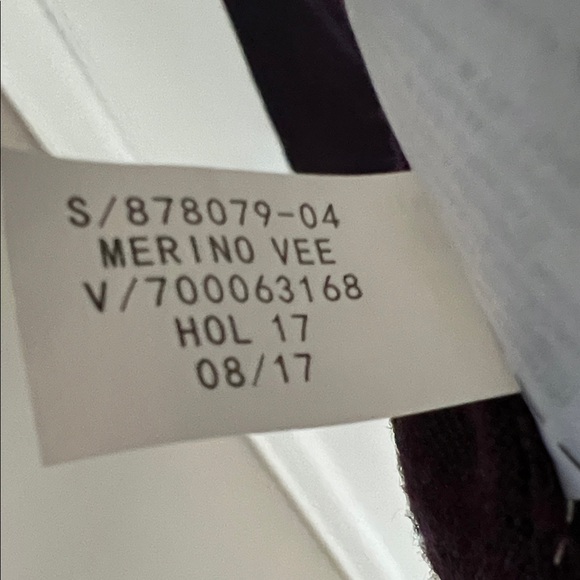 S/878079-04
MERINO VEE
V/700063168
HOL 17
08/17